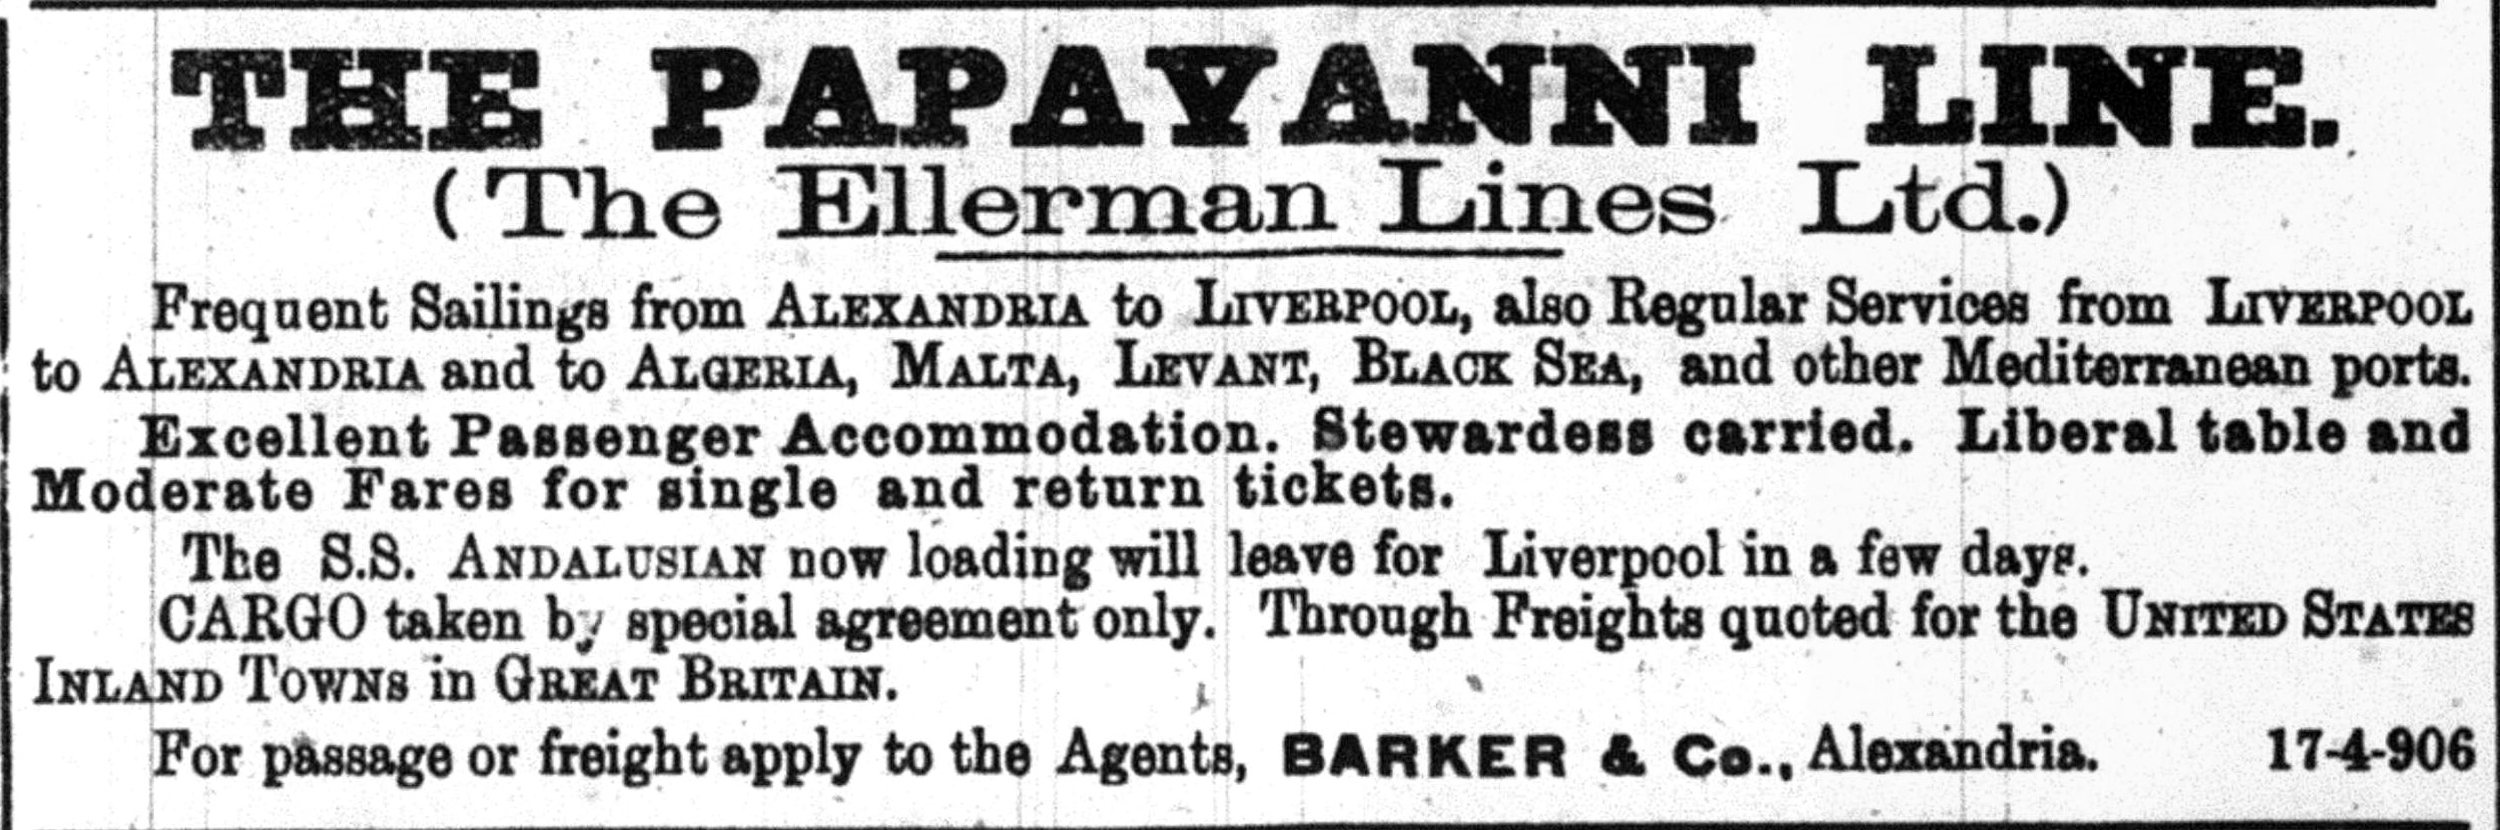 THE PAPAYANNI LINE.
(The Ellerman Lines Ltd.)
Frequent Sailings from ALEXANDRIA to LIVERPOOL, also Regular Services from LIVERPOOL
to ALEXANDRIA and to ALGERIA, MALTA, LEVANT, BLACK SEA, and other Mediterranean ports.
Excellent Passenger Accommodation. Stewardess carried. Liberal table and
Moderate Fares for single and return tickets.
The S.S. ANDALUSIAN now loading will leave for Liverpool in a few days.
CARGO taken by special agreement only. Through Freights quoted for the UNITED STATES
INLAND TOWNS in GREAT BRITAIN.
For passage or freight apply to the Agents, BARKER & Co., Alexandria. 17-4-906